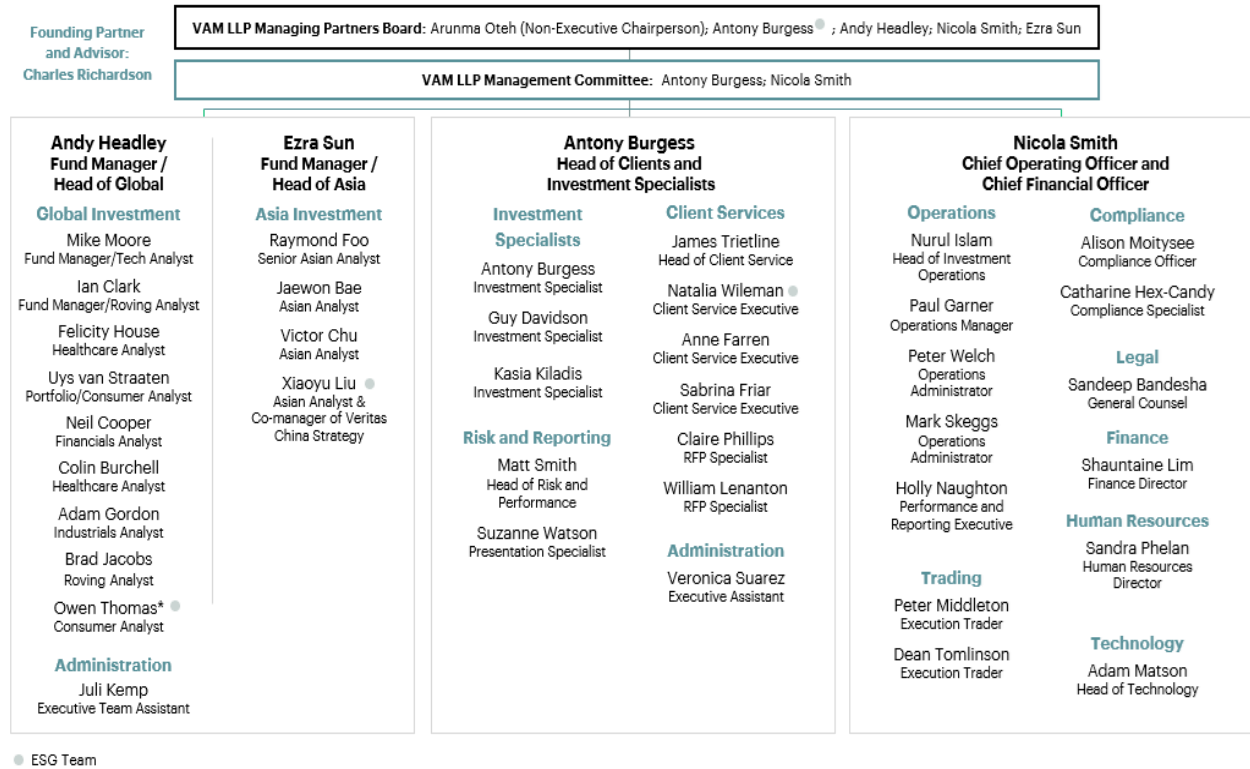 Founding Partner
and Advisor:
Charles Richardson
VAM LLP Managing Partners Board: Arunma Oteh (Non-Executive Chairperson); Antony Burgess ; Andy Headley; Nicola Smith; Ezra Sun
VAM LLP Management Committee: Antony Burgess; Nicola Smith
Andy Headley
Fund Manager /
Head of Global
Global Investment
Mike Moore
Fund Manager/Tech Analyst
Ian Clark
Fund Manager/Roving Analyst
Felicity House
Healthcare Analyst
Uys van Straaten
Portfolio/Consumer Analyst
Neil Cooper
Financials Analyst
Colin Burchell
Healthcare Analyst
Adam Gordon
Industrials Analyst
Brad Jacobs
Roving Analyst
Owen Thomas*
Consumer Analyst
Administration
Juli Kemp
Executive Team Assistant
Ezra Sun
Fund Manager /
Head of Asia
Asia Investment
Raymond Foo
Senior Asian Analyst
Jaewon Bae
Asian Analyst
Victor Chu
Asian Analyst
Xiaoyu Liu
Asian Analyst &
Co-manager of Veritas
China Strategy
Antony Burgess
Head of Clients and
Investment Specialists
Investment
Specialists
Antony Burgess
Investment Specialist
Guy Davidson
Investment Specialist
Kasia Kiladis
Investment Specialist
Risk and Reporting
Matt Smith
Head of Risk and
Performance
Suzanne Watson
Presentation Specialist
Client Services
James Trietline
Head of Client Service
Natalia Wileman
Client Service Executive
Anne Farren
Client Service Executive
Sabrina Friar
Client Service Executive
Claire Phillips
RFP Specialist
William Lenanton
RFP Specialist
Administration
Veronica Suarez
Executive Assistant
Nicola Smith
Chief Operating Officer and
Chief Financial Officer
Operations
Nurul Islam
Head of Investment
Operations
Paul Garner
Operations Manager
Peter Welch
Operations
Administrator
Mark Skeggs
Operations
Administrator
Holly Naughton
Performance and
Reporting Executive
Trading
Peter Middleton
Execution Trader
Dean Tomlinson
Execution Trader
Compliance
Alison Moitysee
Compliance Officer
Catharine Hex-Candy
Compliance Specialist
Legal
Sandeep Bandesha
General Counsel
Finance
Shauntaine Lim
Finance Director
Human Resources
Sandra Phelan
Human Resources
Director
Technology
Adam Matson
Head of Technology
ESG Team